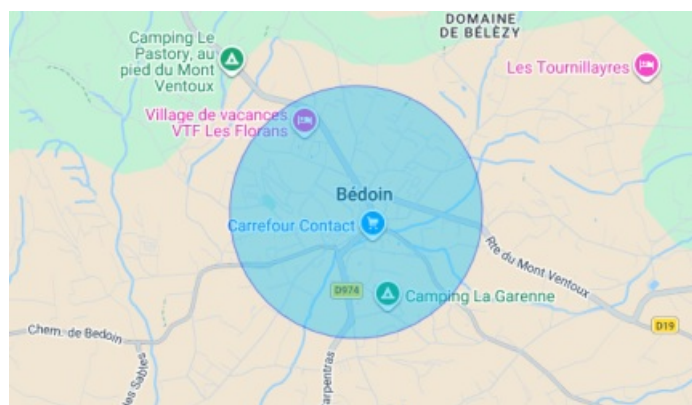 DOMAINE
DE BÉLÉZY
Camping Le
Pastory, au
pied du Mont
Ventoux
Les Tournillayres
Village de vacances
VTF Les Florans
Bédoin
Carrefour Contact
Rte du Mont Ventoux
D974
Camping La Garenne
D19
Chem. de Bedoin
les Sables
arpentras